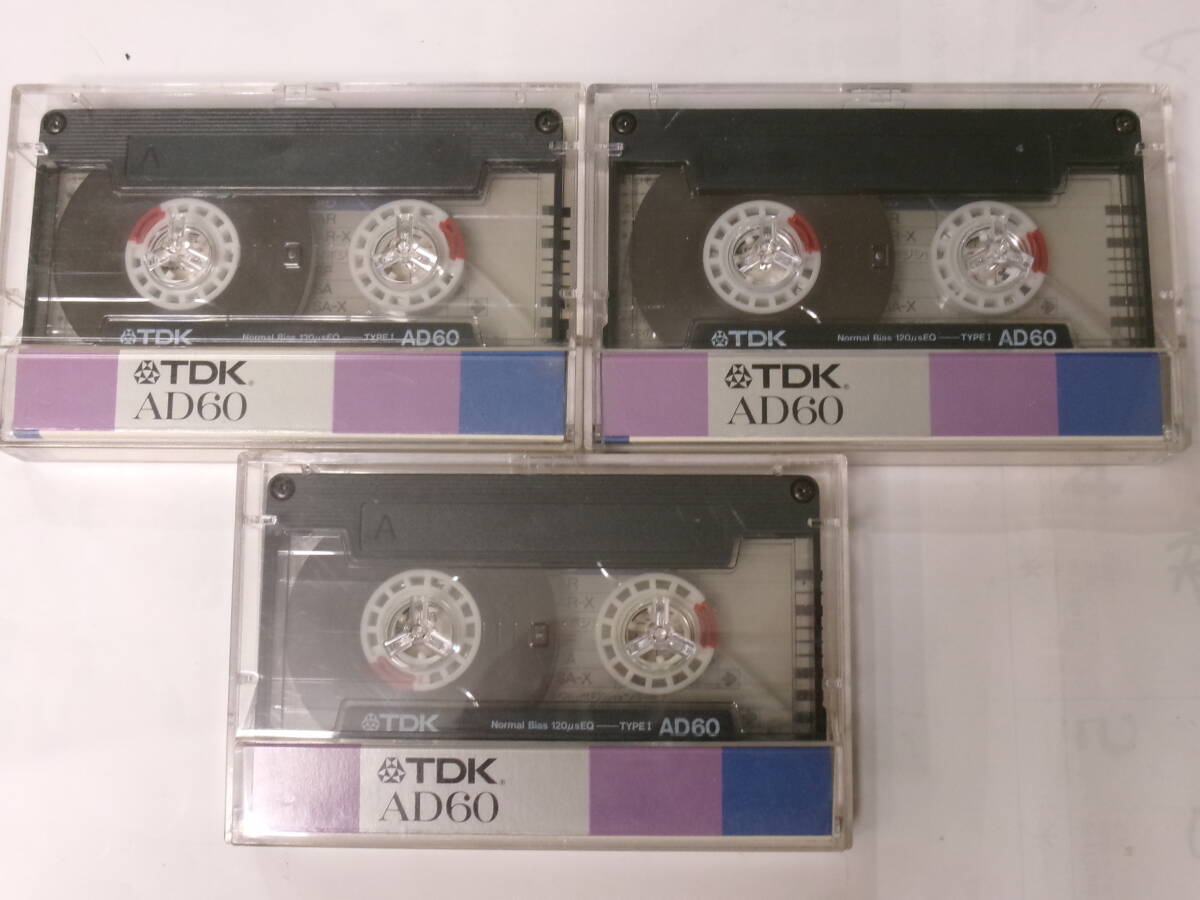 A
R-X
A-X
TDK
Normal Bias 120μsEQ — TYPE I AD60
TDK
AD60
R
R-X
A-X
TDK
Normal Bias 120μsEQ — TYPE I AD60
TDK
AD60
A
R
R-X
A
A-X
TDK
Normal Bias 120μsEQ — TYPE I AD60
TDK
AD60